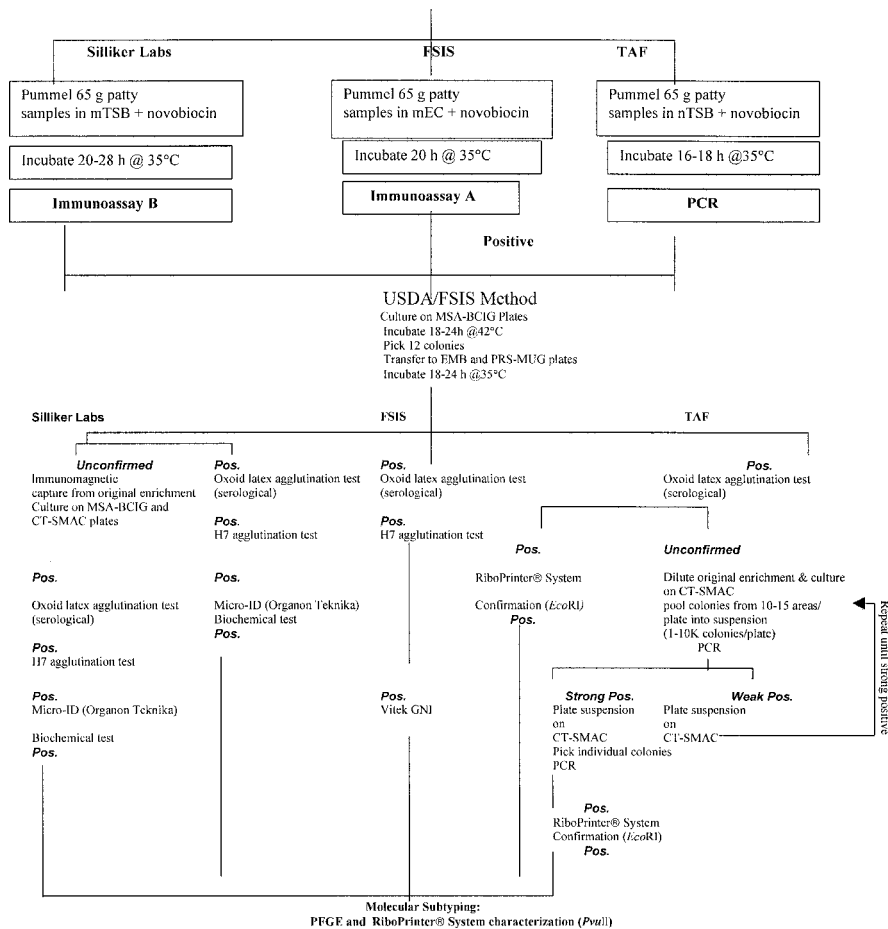 Silliker Labs
Pummel 65 g patty
samples in mTSB + novobiocin
Incubate 20-28 h @ 35°C
Immunoassay B
FSIS
Pummel 65 g patty
samples in mEC + novobiocin
Incubate 20 h @ 35°C
Immunoassay A
TAF
Pummel 65 g patty
samples in nTSB + novobiocin
Incubate 16-18 h @35°C
PCR
Positive
USDA/FSIS Method
Culture on MSA-BCIG Plates
Incubate 18-24h @42°C
Pick 12 colonies
Transfer to EMB and PRS-MUG plates
Incubate 18-24 h @35°C
Silliker Labs
Unconfirmed
Immunomagnetic
capture from original enrichment
Culture on MSA-BCIG and
CT-SMAC plates
Pos.
Oxoid latex agglutination test
(serological)
Pos.
H7 agglutination test
Pos.
Micro-ID (Organon Teknika)
Biochemical test
Pos.
Pos.
Oxoid latex agglutination test
(serological)
Pos.
H7 agglutination test
Pos.
Micro-ID (Organon Teknika)
Biochemical test
Pos.
FSIS
Pos.
Oxoid latex agglutination test
(serological)
Pos.
H7 agglutination test
Pos.
Vitek GNI
TAF
Pos.
Oxoid latex agglutination test
(serological)
Pos.
RiboPrinter® System
Confirmation (EcoRI)
Pos.
Unconfirmed
Dilute original enrichment & culture
on CT-SMAC
pool colonies from 10-15 areas/
plate into suspension
(1-10K colonies/plate)
PCR
Strong Pos.
Plate suspension
on
CT-SMAC
Pick individual colonies
PCR
Pos.
RiboPrinter® System
Confirmation (EcoRI)
Pos.
Weak Pos.
Plate suspension
on
CT-SMAC
Repeat until strong positive
Molecular Subtyping:
PFGE and RiboPrinter® System characterization (PvuII)